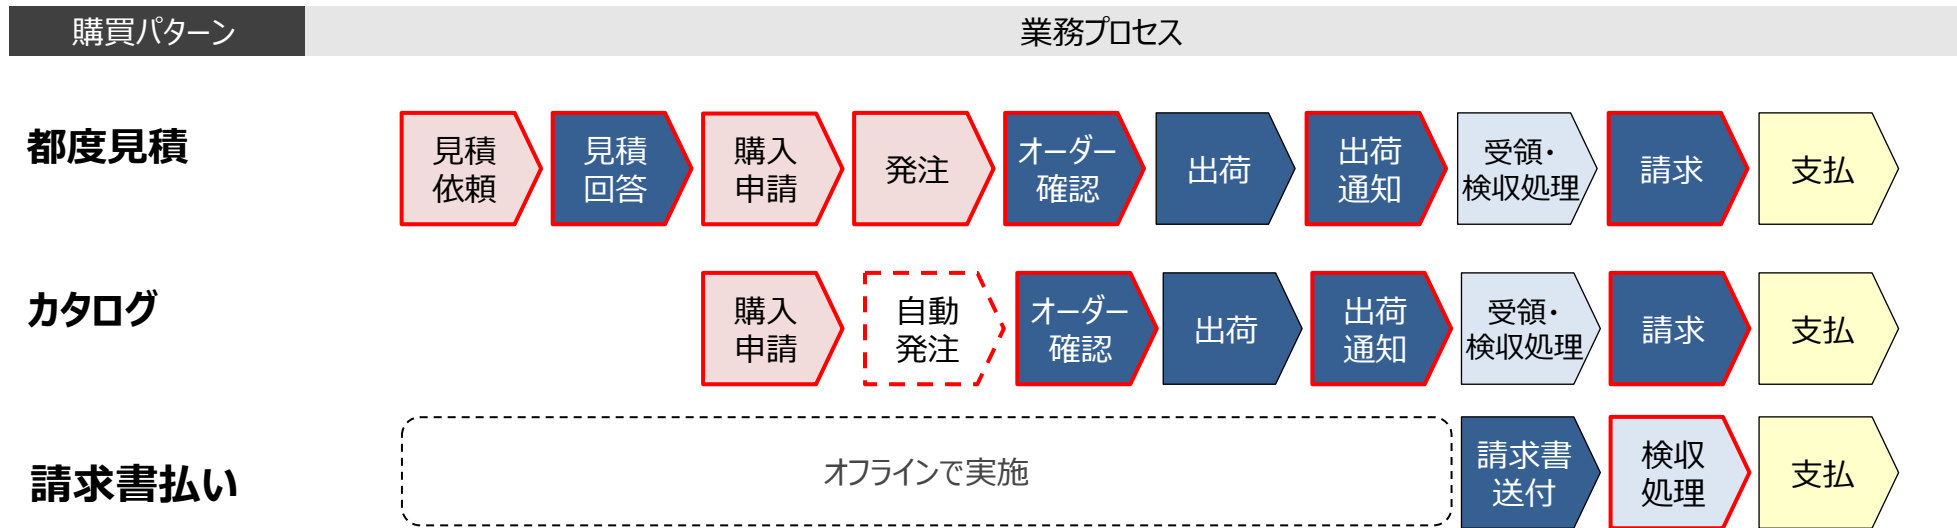 購買パターン
業務プロセス
都度見積
見積
依頼
見積
回答
購入
申請
発注
オーダー
確認
出荷
出荷
通知
受領・
検収処理
請求
支払
カタログ
購入
申請
自動
発注
オーダー
確認
出荷
出荷
通知
受領・
検収処理
請求
支払
請求書払い
オフラインで実施
請求書
送付
検収
処理
支払